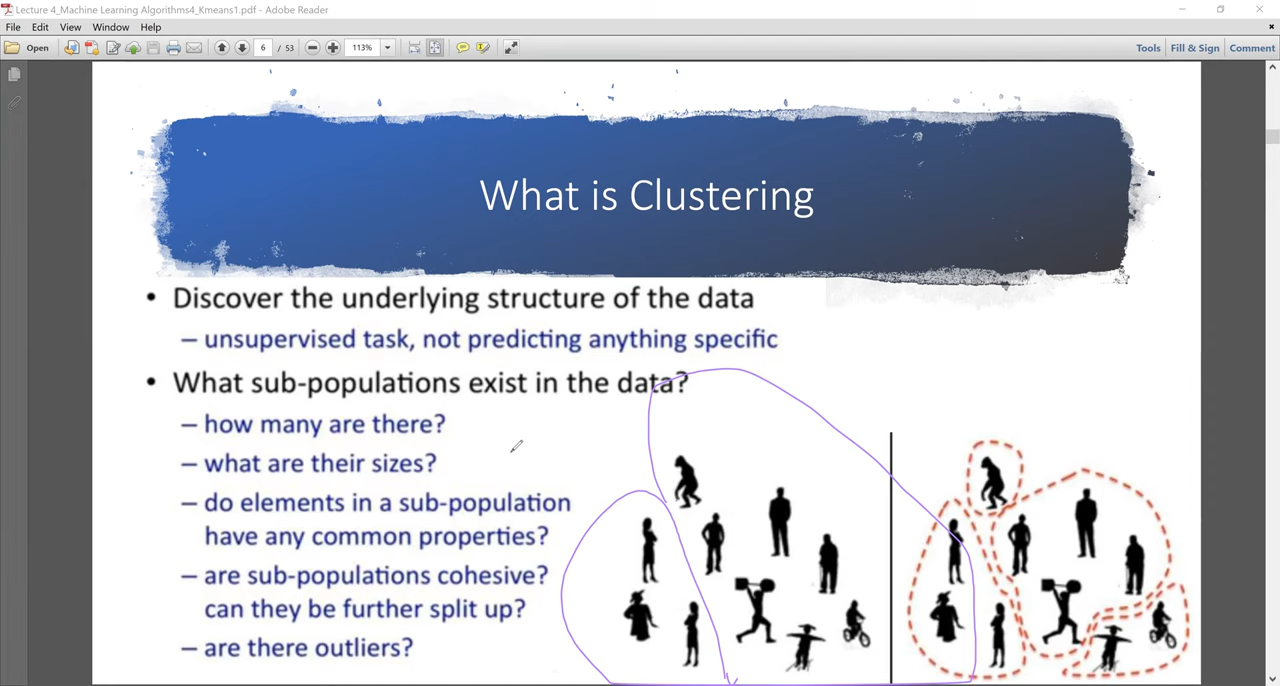 Lecture 4_Machine Learning Algorithms4_Kmeans1.pdf - Adobe Reader
File Edit View Window Help
Open 6 / 53 113% Tools Fill & Sign Comment
What is Clustering
• Discover the underlying structure of the data
– unsupervised task, not predicting anything specific
• What sub-populations exist in the data?
– how many are there?
– what are their sizes?
– do elements in a sub-population
have any common properties?
– are sub-populations cohesive?
can they be further split up?
– are there outliers?